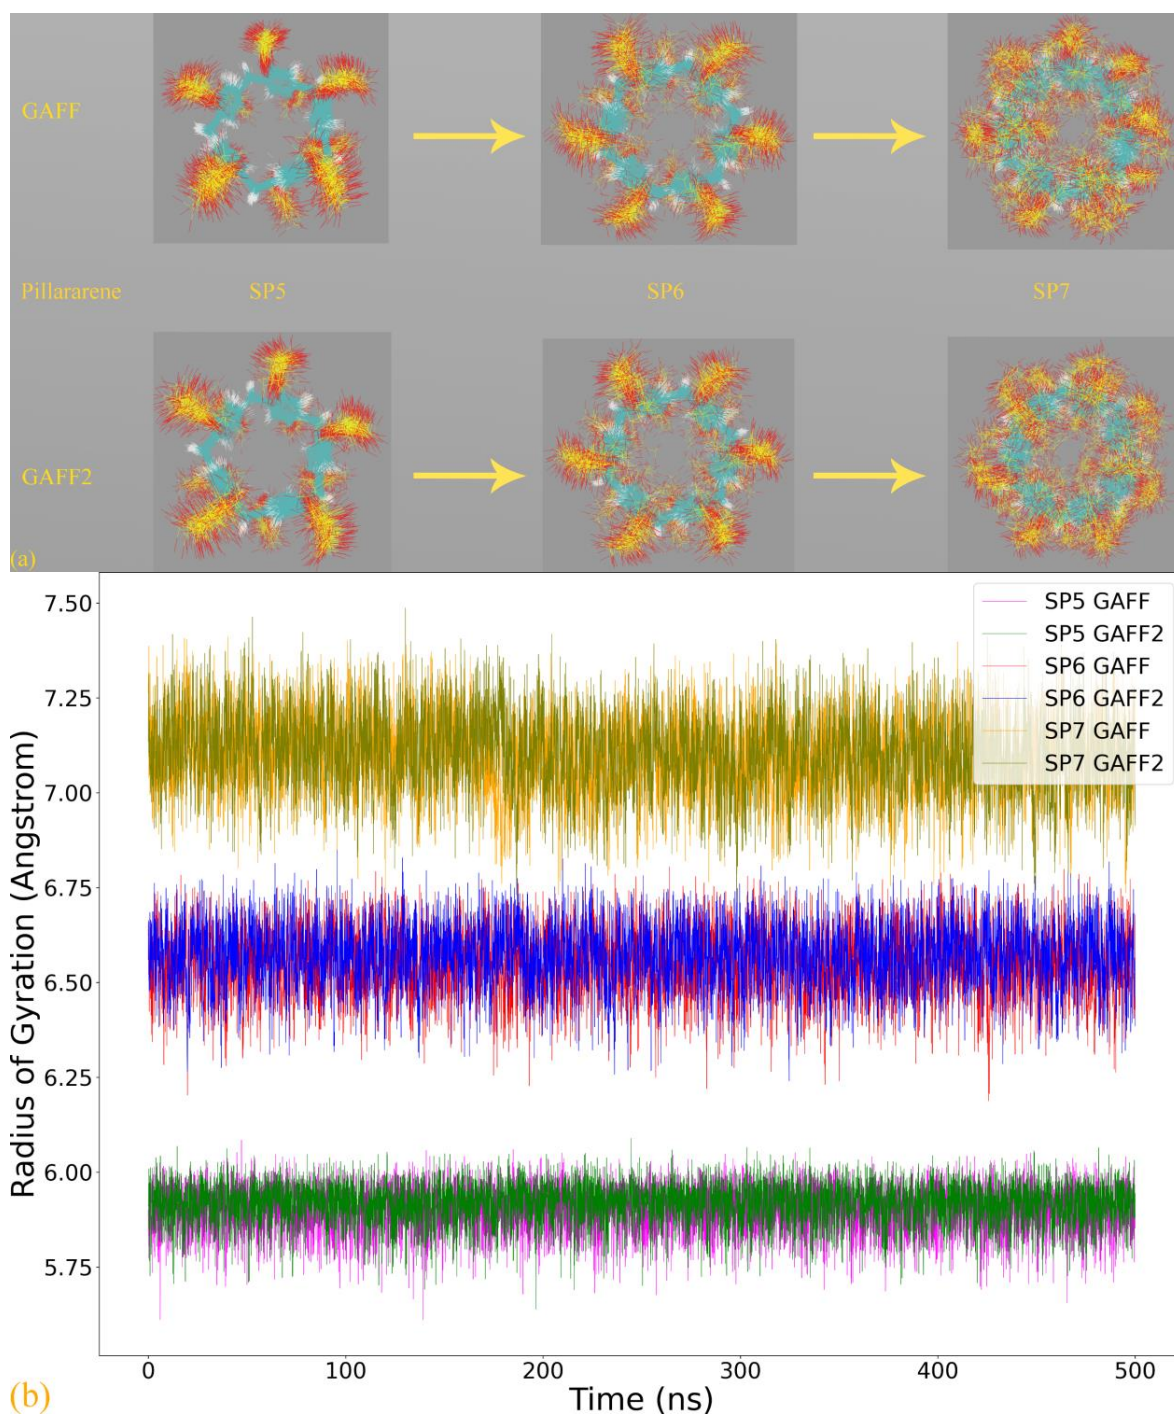 GAFF
Pillararene SP5 SP6 SP7
GAFF2
(a)
7.50
7.25
7.00
6.75
6.50
6.25
6.00
5.75
Radius of Gyration (Angstrom)
SP5 GAFF
SP5 GAFF2
SP6 GAFF
SP6 GAFF2
SP7 GAFF
SP7 GAFF2
0 100 200 300 400 500
Time (ns)
(b)